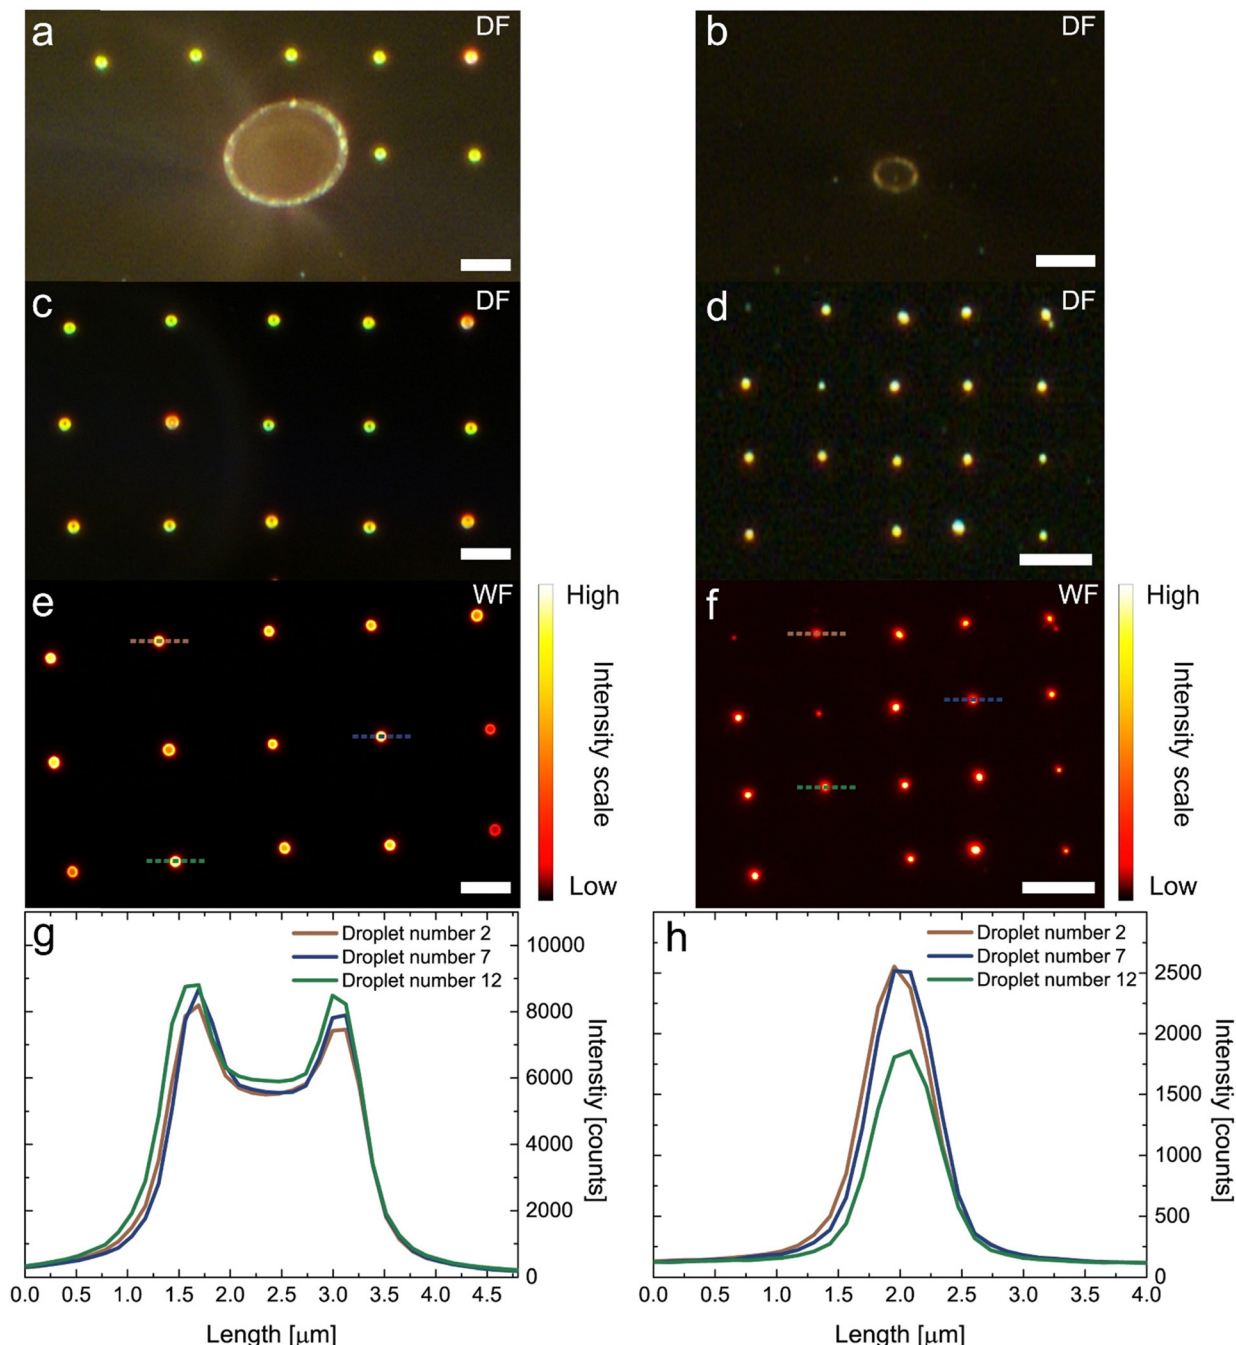 a DF
b DF
c DF
d DF
e WF
High
Intensity scale
Low
f WF
High
Intensity scale
Low
g
Droplet number 2
Droplet number 7
Droplet number 12
10000
8000
6000
4000
2000
0
Intenstiy [counts]
0.0 0.5 1.0 1.5 2.0 2.5 3.0 3.5 4.0 4.5
Length [μm]
h
Droplet number 2
Droplet number 7
Droplet number 12
2500
2000
1500
1000
500
0
Intenstiy [counts]
0.0 0.5 1.0 1.5 2.0 2.5 3.0 3.5 4.0
Length [μm]